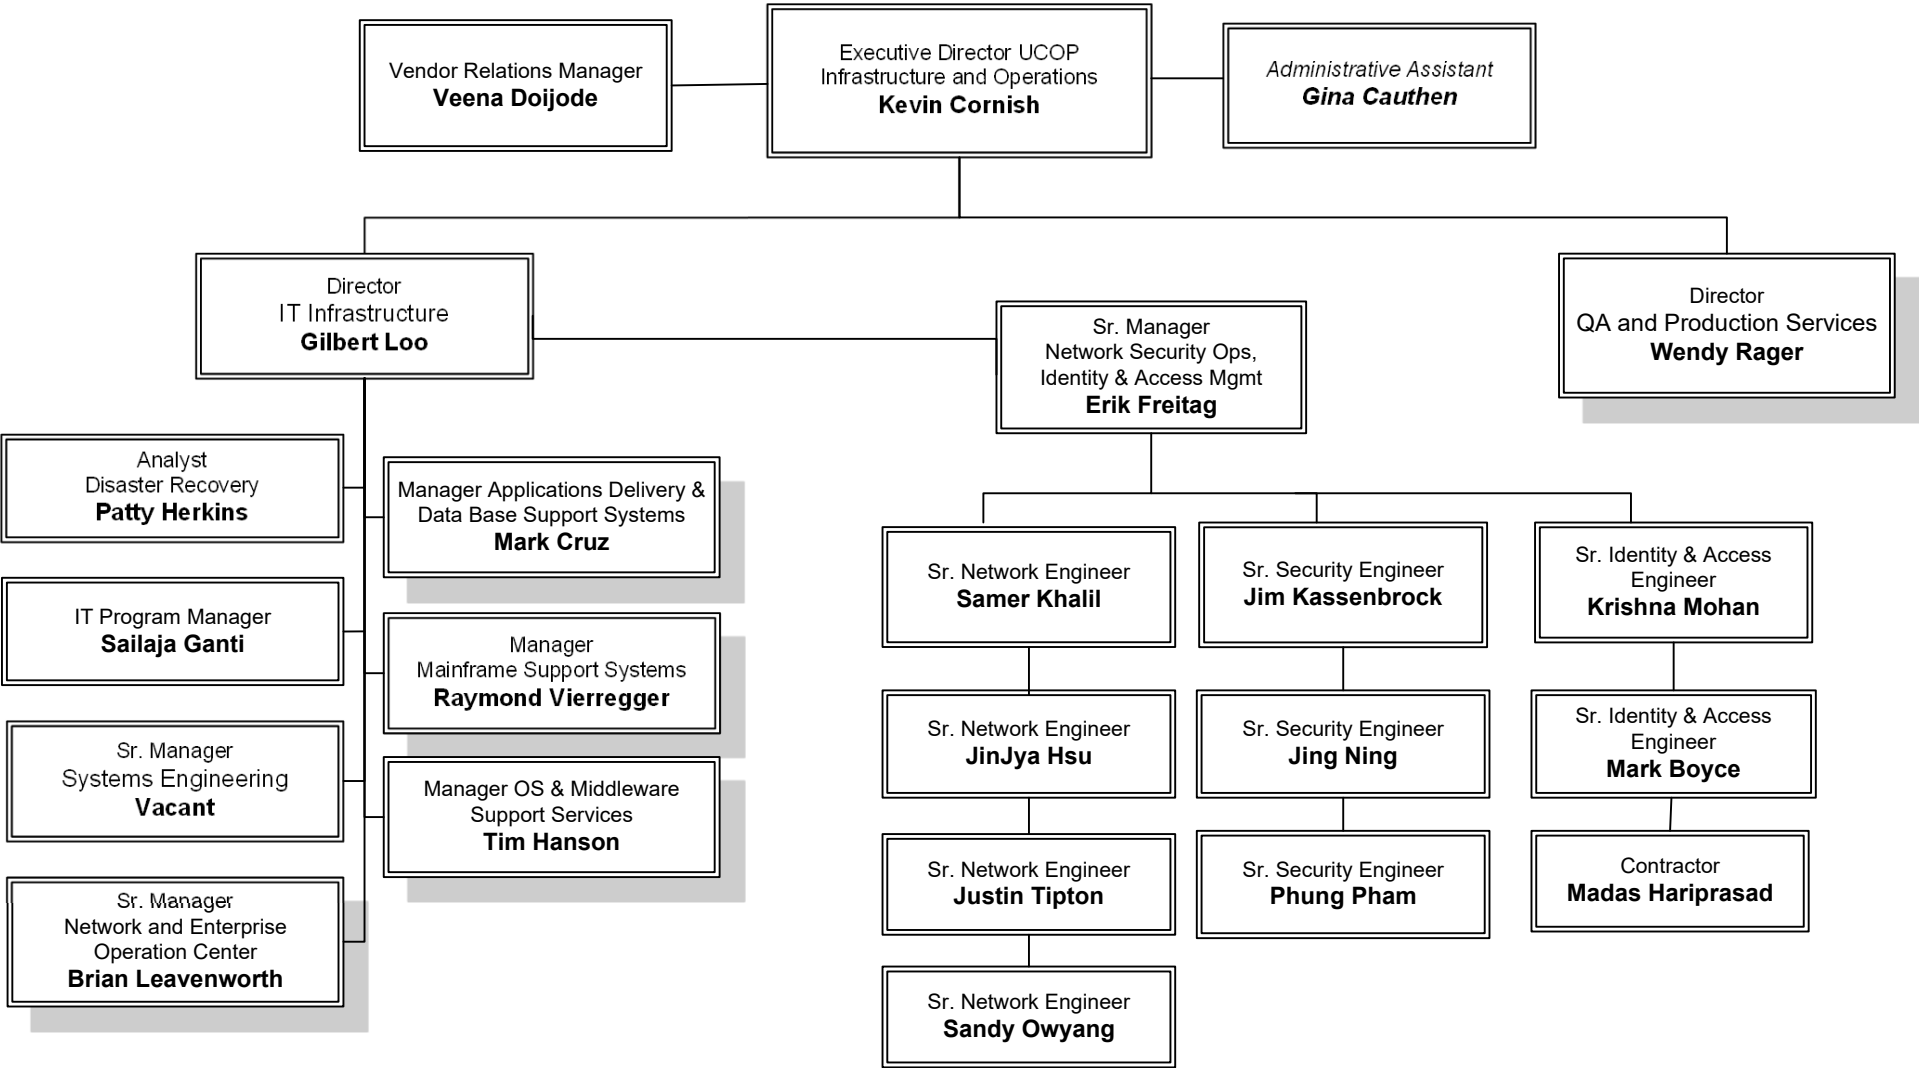 Vendor Relations Manager
Veena Doijode
Executive Director UCOP
Infrastructure and Operations
Kevin Cornish
Administrative Assistant
Gina Cauthen
Director
IT Infrastructure
Gilbert Loo
Sr. Manager
Network Security Ops,
Identity & Access Mgmt
Erik Freitag
Director
QA and Production Services
Wendy Rager
Analyst
Disaster Recovery
Patty Herkins
Manager Applications Delivery &
Data Base Support Systems
Mark Cruz
IT Program Manager
Sailaja Ganti
Manager
Mainframe Support Systems
Raymond Vierregger
Sr. Manager
Systems Engineering
Vacant
Manager OS & Middleware
Support Services
Tim Hanson
Sr. Manager
Network and Enterprise
Operation Center
Brian Leavenworth
Sr. Network Engineer
Samer Khalil
Sr. Security Engineer
Jim Kassenbrock
Sr. Identity & Access
Engineer
Krishna Mohan
Sr. Network Engineer
JinJya Hsu
Sr. Security Engineer
Jing Ning
Sr. Identity & Access
Engineer
Mark Boyce
Sr. Network Engineer
Justin Tipton
Sr. Security Engineer
Phung Pham
Contractor
Madas Hariprasad
Sr. Network Engineer
Sandy Owyang